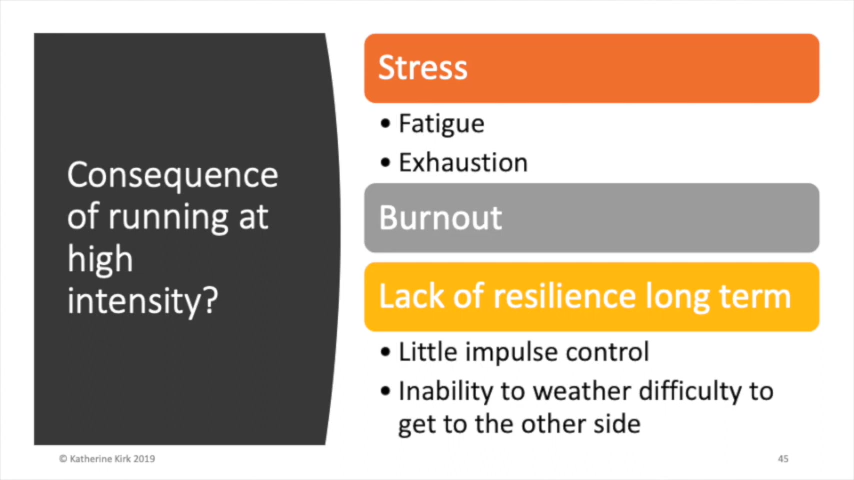 Consequence
of running at
high
intensity?
Stress
• Fatigue
• Exhaustion
Burnout
Lack of resilience long term
• Little impulse control
• Inability to weather difficulty to
get to the other side
© Katherine Kirk 2019
45